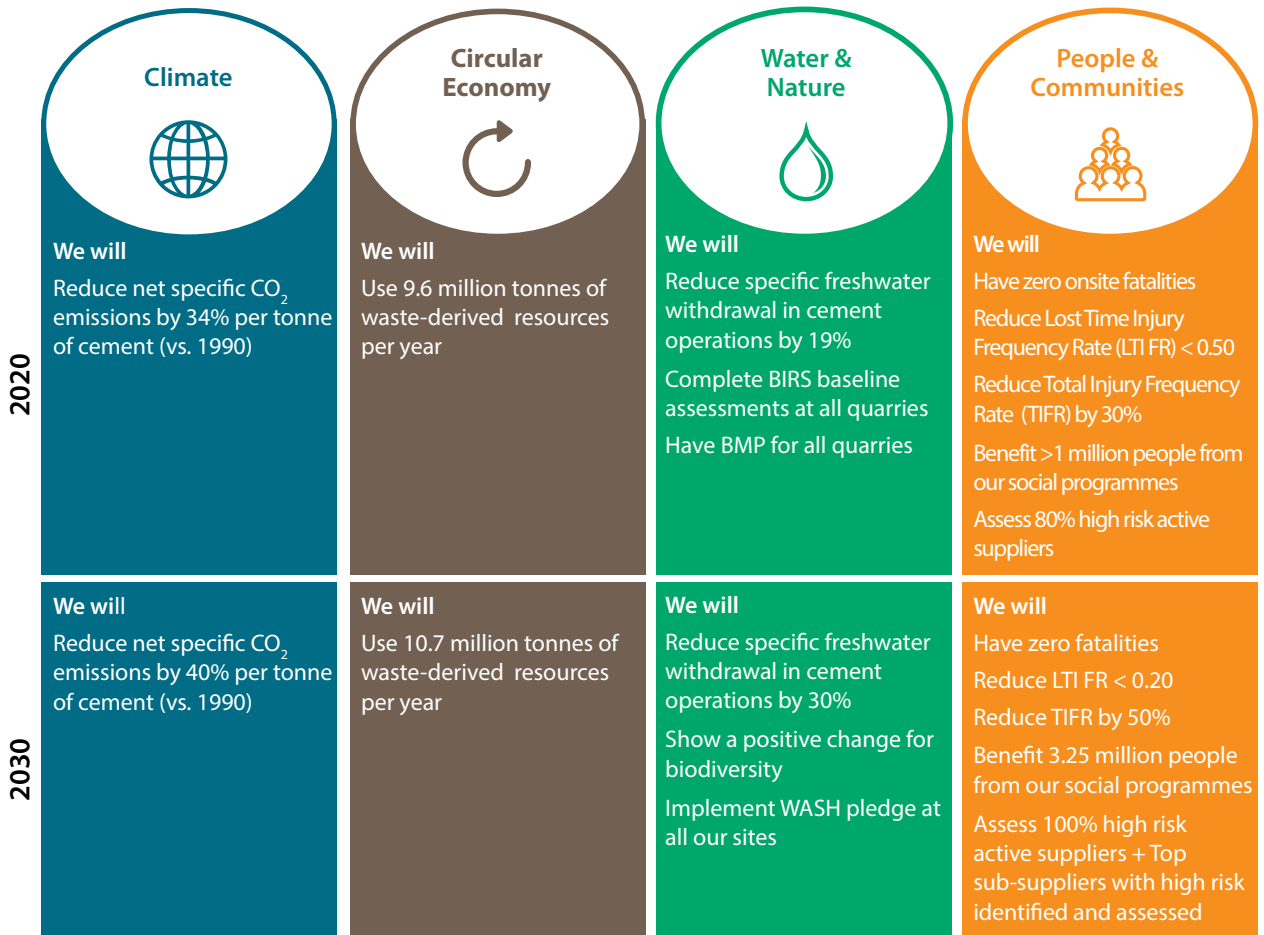 Climate
Circular
Economy
Water &
Nature
People &
Communities
2020
We will
Reduce net specific CO2
emissions by 34% per tonne
of cement (vs. 1990)
We will
Use 9.6 million tonnes of
waste-derived resources
per year
We will
Reduce specific freshwater
withdrawal in cement
operations by 19%
Complete BIRS baseline
assessments at all quarries
Have BMP for all quarries
We will
Have zero onsite fatalities
Reduce Lost Time Injury
Frequency Rate (LTI FR) < 0.50
Reduce Total Injury Frequency
Rate (TIFR) by 30%
Benefit >1 million people from
our social programmes
Assess 80% high risk active
suppliers
2030
We will
Reduce net specific CO2
emissions by 40% per tonne
of cement (vs. 1990)
We will
Use 10.7 million tonnes of
waste-derived resources
per year
We will
Reduce specific freshwater
withdrawal in cement
operations by 30%
Show a positive change for
biodiversity
Implement WASH pledge at
all our sites
We will
Have zero fatalities
Reduce LTI FR < 0.20
Reduce TIFR by 50%
Benefit 3.25 million people
from our social programmes
Assess 100% high risk
active suppliers + Top
sub-suppliers with high risk
identified and assessed